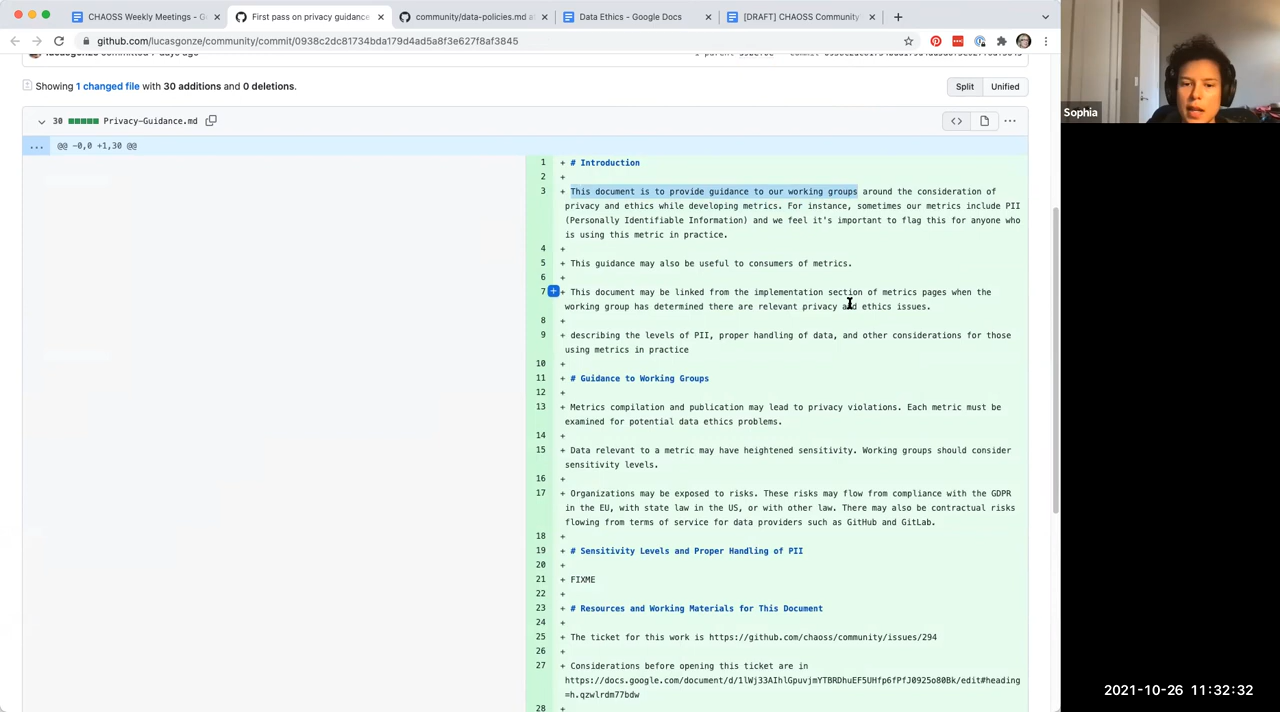 CHAOSS Weekly Meetings - G
First pass on privacy guidance
community/data-policies.md at
Data Ethics - Google Docs
[DRAFT] CHAOSS Community
github.com/lucasgonze/community/commit/0938c2dc81734bda179d4ad5a8f3e627f8af3845
Showing 1 changed file with 30 additions and 0 deletions.
Split
Unified
30
Privacy-Guidance.md
...
@@ -0,0 +1,30 @@
1 + # Introduction
2 +
3 + This document is to provide guidance to our working groups around the consideration of
privacy and ethics while developing metrics. For instance, sometimes our metrics include PII
(Personally Identifiable Information) and we feel it's important to flag this for anyone who
is using this metric in practice.
4 +
5 + This guidance may also be useful to consumers of metrics.
6 +
7 + This document may be linked from the implementation section of metrics pages when the
working group has determined there are relevant privacy and ethics issues.
8 +
9 + describing the levels of PII, proper handling of data, and other considerations for those
using metrics in practice
10 +
11 + # Guidance to Working Groups
12 +
13 + Metrics compilation and publication may lead to privacy violations. Each metric must be
examined for potential data ethics problems.
14 +
15 + Data relevant to a metric may have heightened sensitivity. Working groups should consider
sensitivity levels.
16 +
17 + Organizations may be exposed to risks. These risks may flow from compliance with the GDPR
in the EU, with state law in the US, or with other law. There may also be contractual risks
flowing from terms of service for data providers such as GitHub and GitLab.
18 +
19 + # Sensitivity Levels and Proper Handling of PII
20 +
21 + FIXME
22 +
23 + # Resources and Working Materials for This Document
24 +
25 + The ticket for this work is https://github.com/chaoss/community/issues/294
26 +
27 + Considerations before opening this ticket are in
https://docs.google.com/document/d/1lWj33AIhlGpuvjmYTBRDhuEF5UHfp6fPfJ0925o80Bk/edit#heading
=h.qzwlrdm77bdw
28
Sophia
2021-10-26 11:32:32